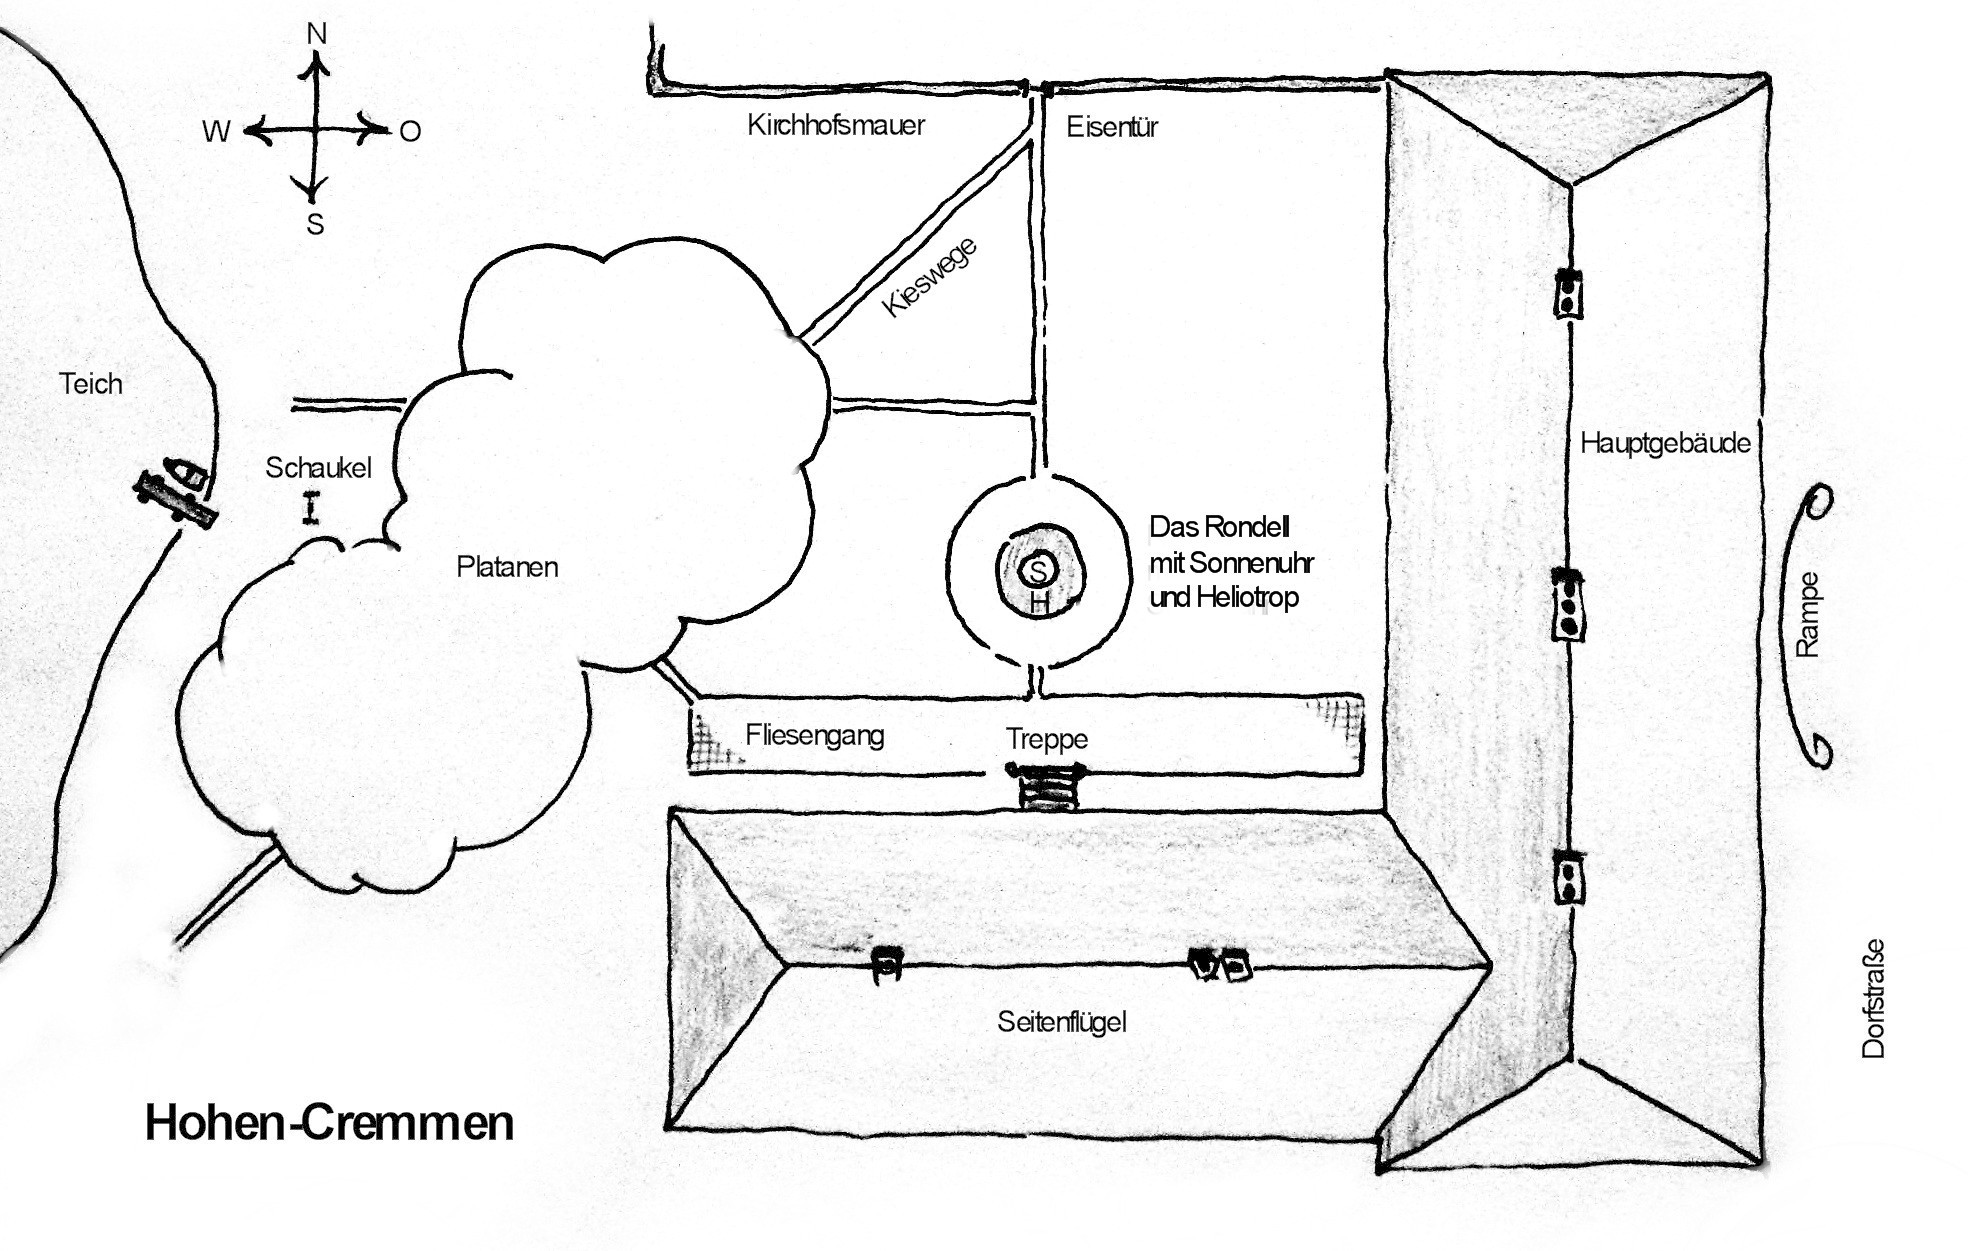 N
W
O
S
Kirchhofsmauer
Eisentür
Kieswege
Teich
Schaukel
Hauptgebäude
Platanen
Das Rondell
mit Sonnenuhr
und Heliotrop
S
H
Rampe
Fliesengang
Treppe
Seitenflügel
Dorfstraße
Hohen-Cremmen